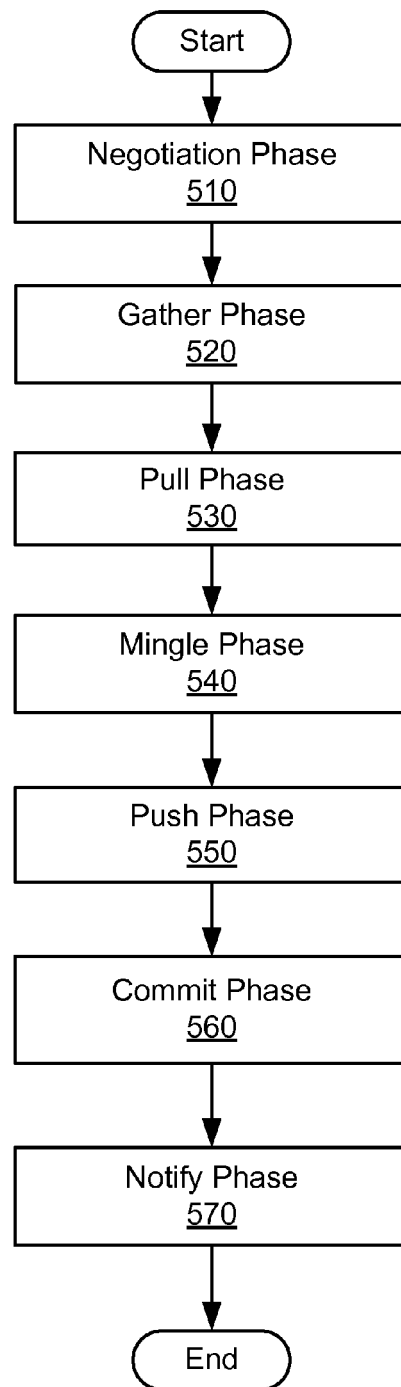 Start
Negotiation Phase
510
Gather Phase
520
Pull Phase
530
Mingle Phase
540
Push Phase
550
Commit Phase
560
Notify Phase
570
End